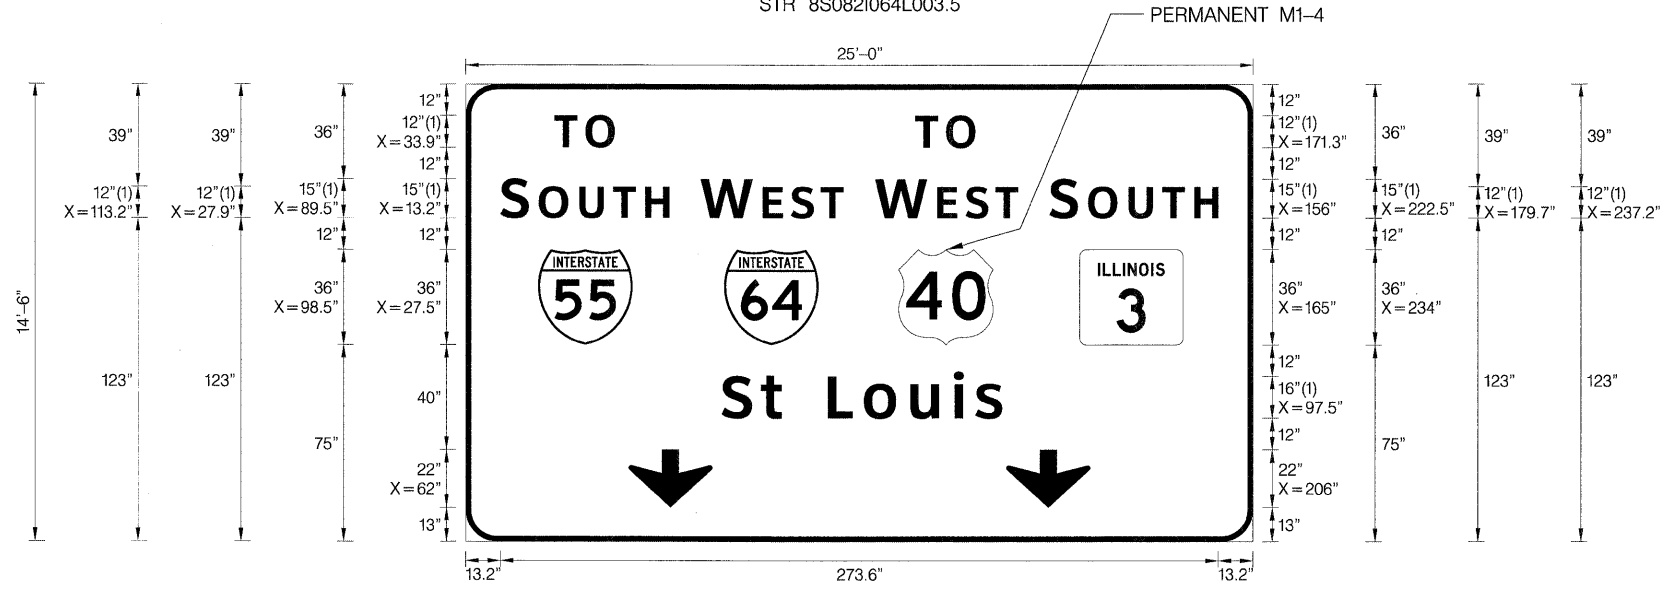 STR 8S082I064L003.5
PERMANENT M1–4
25'–0"
14'–6"
39"
12"(1)
X=113.2"
123"
39"
12"(1)
X=27.9"
123"
36"
15"(1)
X=89.5"
12"
36"
X=98.5"
75"
12"
12"(1)
X=33.9"
12"
15"(1)
X=13.2"
12"
36"
X=27.5"
40"
22"
X=62"
13"
TO TO
SOUTH WEST WEST SOUTH
INTERSTATE INTERSTATE ILLINOIS
55 64 40 3
St Louis
12"
12"(1)
X=171.3"
12"
15"(1)
X=156"
12"
36"
X=165"
12"
16"(1)
X=97.5"
12"
22"
X=206"
13"
36"
15"(1)
X=222.5"
12"
36"
X=234"
75"
39"
12"(1)
X=179.7"
123"
39"
12"(1)
X=237.2"
123"
13.2" 273.6" 13.2"